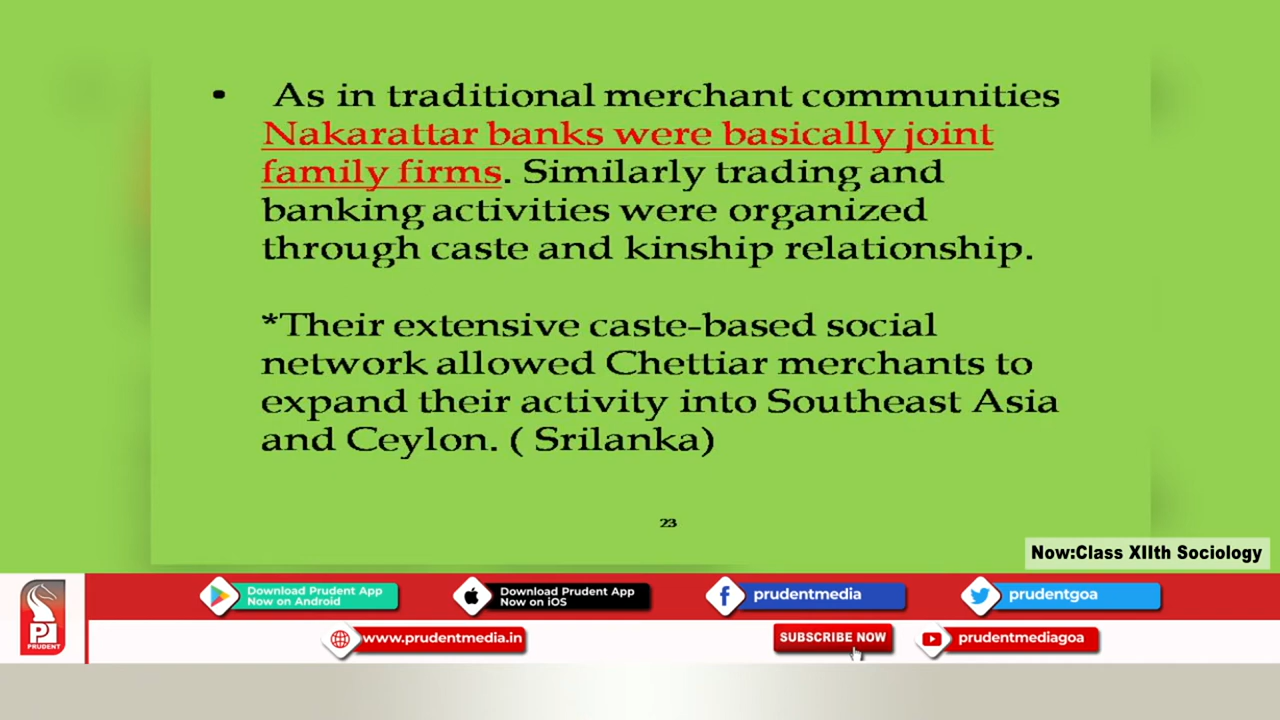 • As in traditional merchant communities
Nakarattar banks were basically joint
family firms. Similarly trading and
banking activities were organized
through caste and kinship relationship.
*Their extensive caste-based social
network allowed Chettiar merchants to
expand their activity into Southeast Asia
and Ceylon. ( Srilanka)
23
Now:Class XIIth Sociology
Download Prudent App
Now on Android
Download Prudent App
Now on iOS
prudentmedia
prudentgoa
PRUDENT
www.prudentmedia.in
SUBSCRIBE NOW
prudentmediagoa